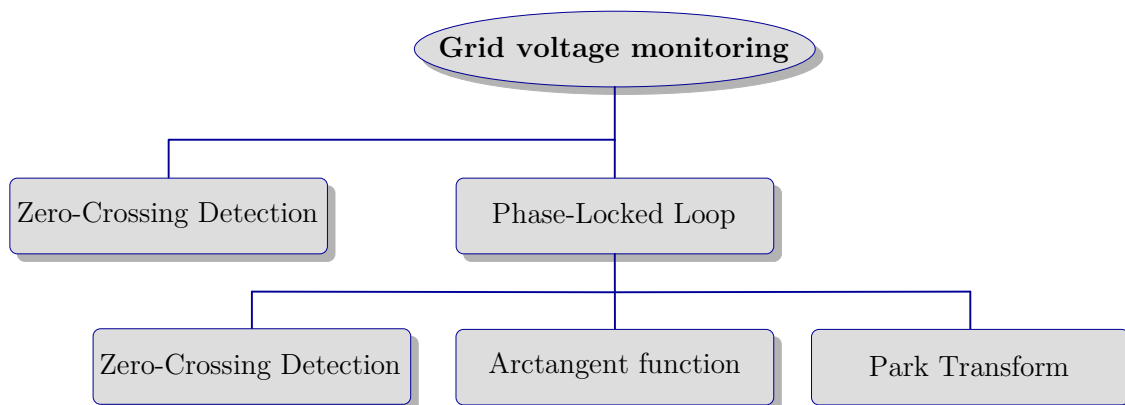 Grid voltage monitoring
Zero-Crossing Detection
Phase-Locked Loop
Zero-Crossing Detection
Arctangent function
Park Transform